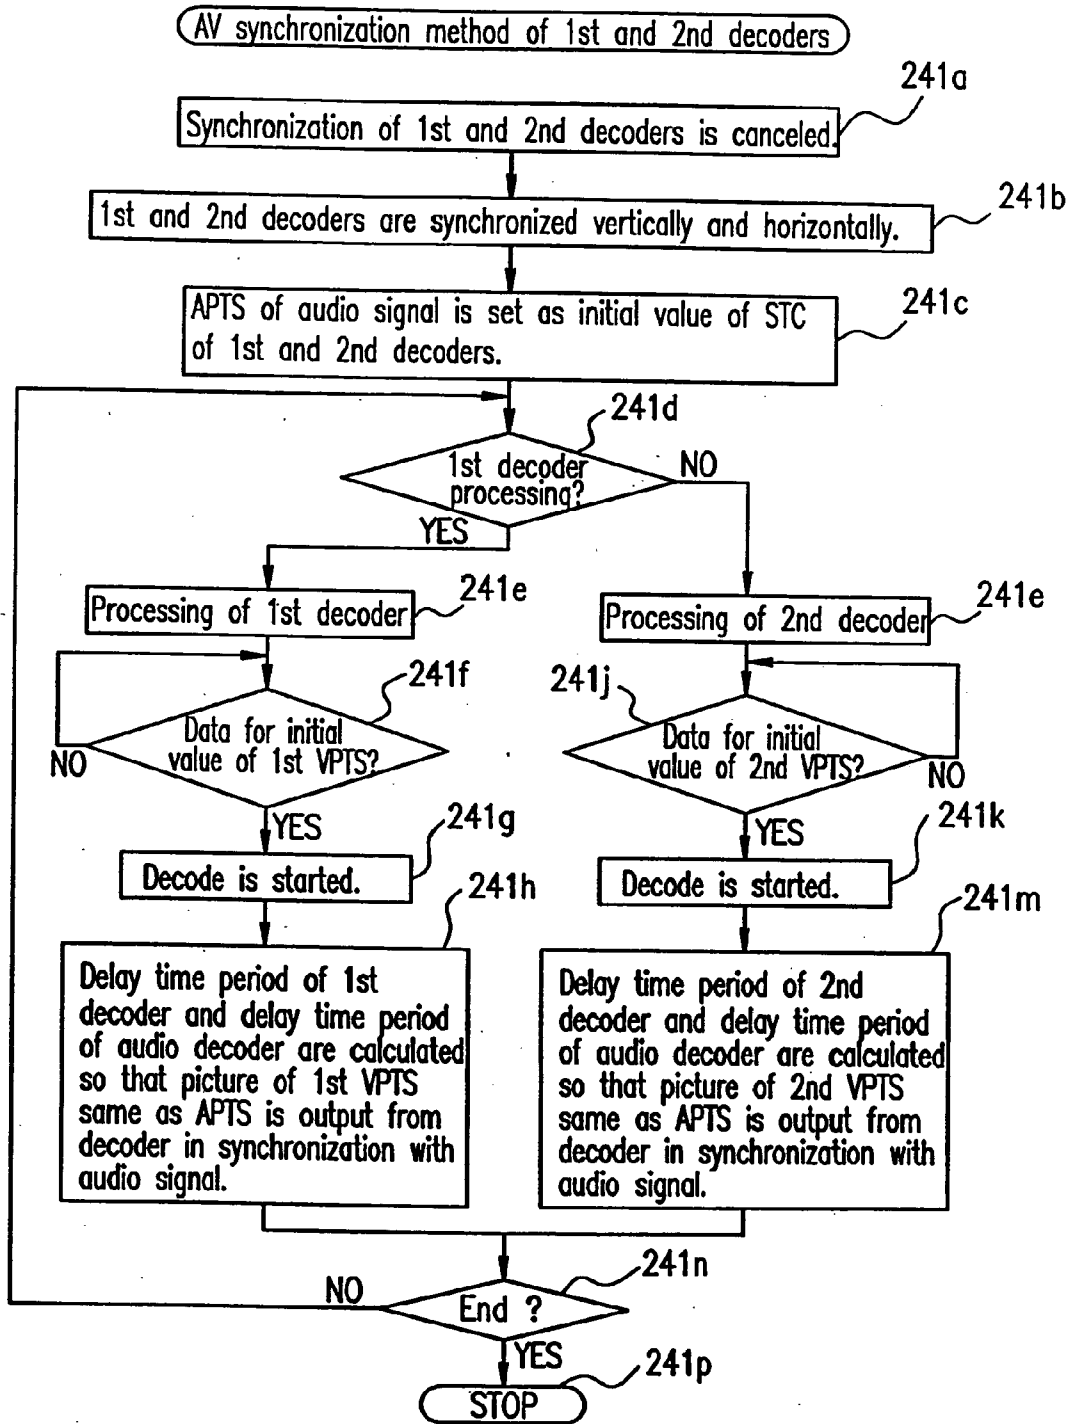 AV synchronization method of 1st and 2nd decoders
241a
Synchronization of 1st and 2nd decoders is canceled.
241b
1st and 2nd decoders are synchronized vertically and horizontally.
241c
APTS of audio signal is set as initial value of STC
of 1st and 2nd decoders.
241d
1st decoder
processing?
NO
YES
241e
Processing of 1st decoder
241e
Processing of 2nd decoder
241f
Data for initial
value of 1st VPTS?
NO
YES
241j
Data for initial
value of 2nd VPTS?
NO
YES
241g
Decode is started.
241k
Decode is started.
241h
Delay time period of 1st
decoder and delay time period
of audio decoder are calculated
so that picture of 1st VPTS
same as APTS is output from
decoder in synchronization with
audio signal.
241m
Delay time period of 2nd
decoder and delay time period
of audio decoder are calculated
so that picture of 2nd VPTS
same as APTS is output from
decoder in synchronization with
audio signal.
241n
End ?
NO
YES
241p
STOP